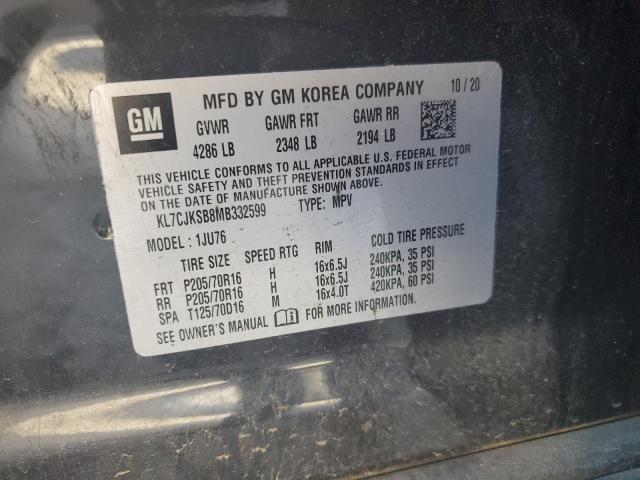 GM
MFD BY GM KOREA COMPANY 10 / 20
GVWR GAWR FRT GAWR RR
4286 LB 2348 LB 2194 LB
THIS VEHICLE CONFORMS TO ALL APPLICABLE U.S. FEDERAL MOTOR
VEHICLE SAFETY AND THEFT PREVENTION STANDARDS IN EFFECT
ON THE DATE OF MANUFACTURE SHOWN ABOVE.
KL7CJKSB8MB332599 TYPE: MPV
MODEL : 1JU76
TIRE SIZE SPEED RTG RIM COLD TIRE PRESSURE
FRT P205/70R16 H 16x6.5J 240KPA, 35 PSI
RR P205/70R16 H 16x6.5J 240KPA, 35 PSI
SPA T125/70D16 M 16x4.0T 420KPA, 60 PSI
SEE OWNER'S MANUAL FOR MORE INFORMATION.